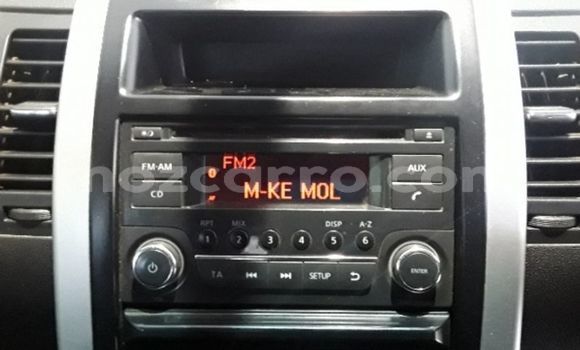 FM2
FM·AM
AUX
mozcarro.com
CD
M-KE MOL
RPT MIX DISP A-Z
1 2 3 4 5 6
TA SETUP ENTER